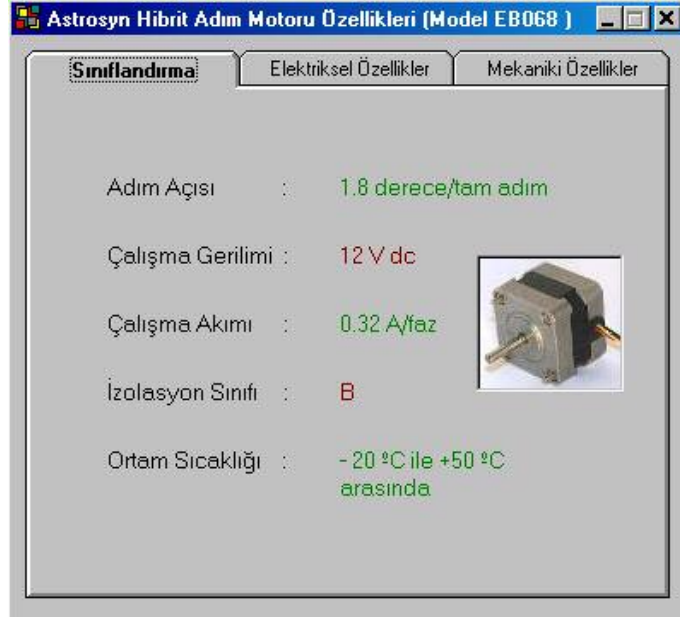 Astrosyn Hibrit Adım Motoru Özellikleri (Model EB068 )
Sınıflandırma Elektriksel Özellikler Mekaniki Özellikler
Adım Açısı : 1.8 derece/tam adım
Çalışma Gerilimi : 12 V dc
Çalışma Akımı : 0.32 A/faz
İzolasyon Sınıfı : B
Ortam Sıcaklığı : - 20 ºC ile +50 ºC
arasında